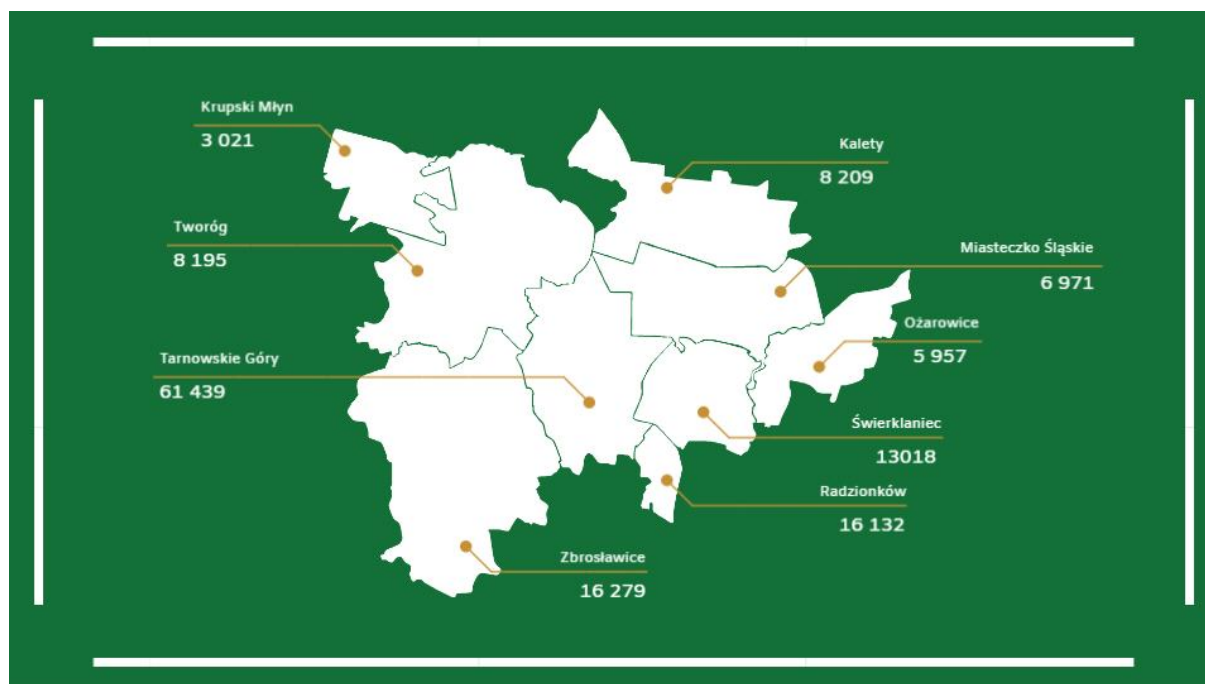 Krupski Młyn
3 021
Kalety
8 209
Tworóg
8 195
Miasteczko Śląskie
6 971
Ożarowice
5 957
Tarnowskie Góry
61 439
Świerklaniec
13018
Radzionków
16 132
Zbrosławice
16 279